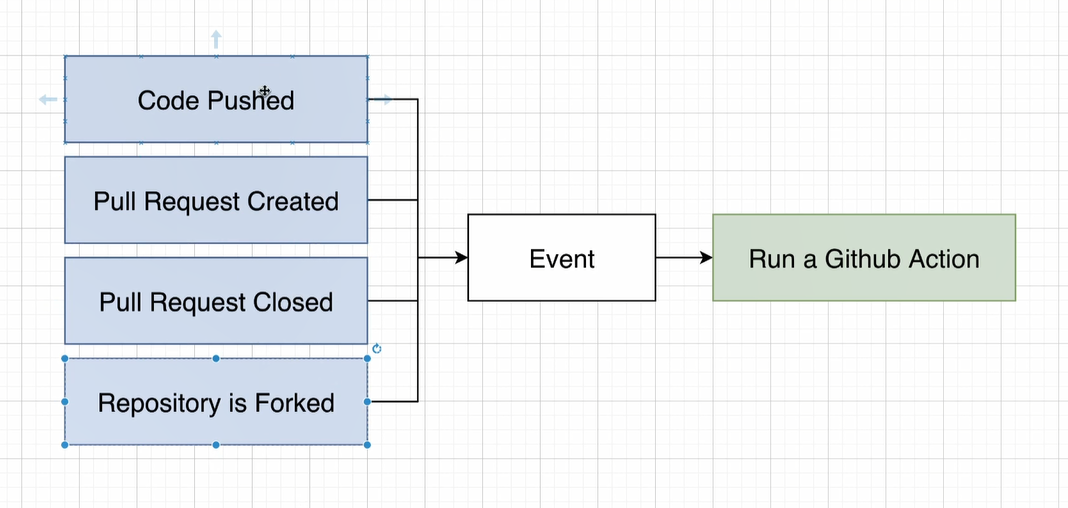 Code Pushed
Pull Request Created
Pull Request Closed
Repository is Forked
Event
Run a Github Action